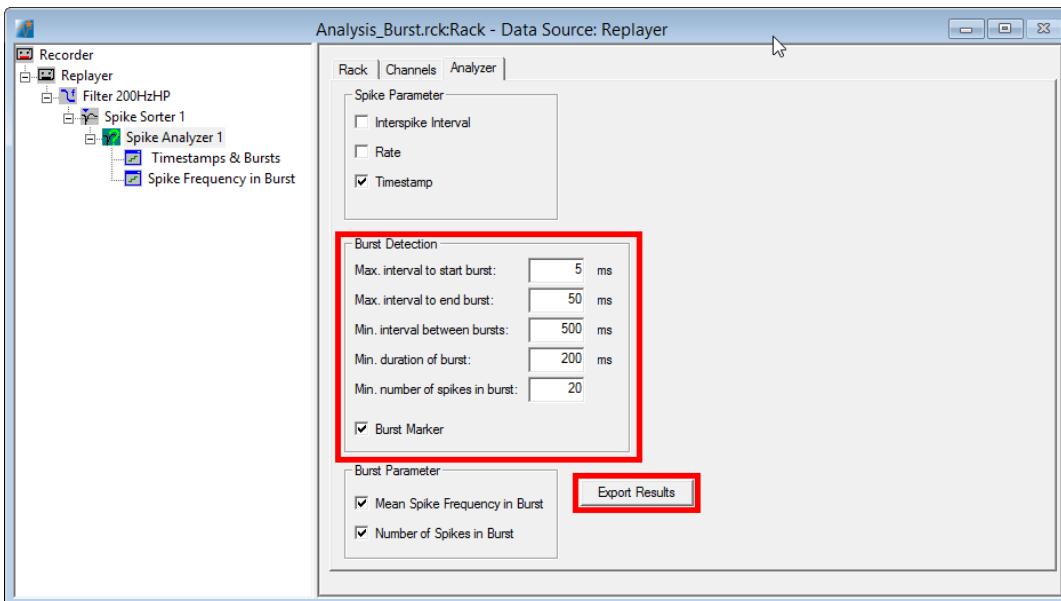 Analysis_Burst.rck:Rack - Data Source: Replayer
Recorder
Replayer
Filter 200HzHP
Spike Sorter 1
Spike Analyzer 1
Timestamps & Bursts
Spike Frequency in Burst
Rack Channels Analyzer
Spike Parameter
Interspike Interval
Rate
Timestamp
Burst Detection
Max. interval to start burst: 5 ms
Max. interval to end burst: 50 ms
Min. interval between bursts: 500 ms
Min. duration of burst: 200 ms
Min. number of spikes in burst: 20
Burst Marker
Burst Parameter
Mean Spike Frequency in Burst
Number of Spikes in Burst
Export Results